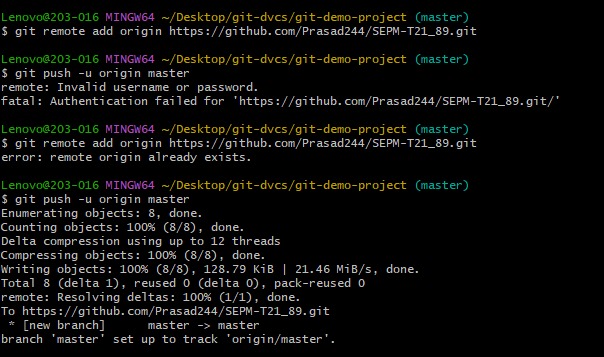 Lenovo@203-016 MINGW64 ~/Desktop/git-dvcs/git-demo-project (master)
$ git remote add origin https://github.com/Prasad244/SEPM-T21_89.git
Lenovo@203-016 MINGW64 ~/Desktop/git-dvcs/git-demo-project (master)
$ git push -u origin master
remote: Invalid username or password.
fatal: Authentication failed for 'https://github.com/Prasad244/SEPM-T21_89.git/'
Lenovo@203-016 MINGW64 ~/Desktop/git-dvcs/git-demo-project (master)
$ git remote add origin https://github.com/Prasad244/SEPM-T21_89.git
error: remote origin already exists.
Lenovo@203-016 MINGW64 ~/Desktop/git-dvcs/git-demo-project (master)
$ git push -u origin master
Enumerating objects: 8, done.
Counting objects: 100% (8/8), done.
Delta compression using up to 12 threads
Compressing objects: 100% (8/8), done.
Writing objects: 100% (8/8), 128.79 KiB | 21.46 MiB/s, done.
Total 8 (delta 1), reused 0 (delta 0), pack-reused 0
remote: Resolving deltas: 100% (1/1), done.
To https://github.com/Prasad244/SEPM-T21_89.git
 * [new branch]      master -> master
branch 'master' set up to track 'origin/master'.